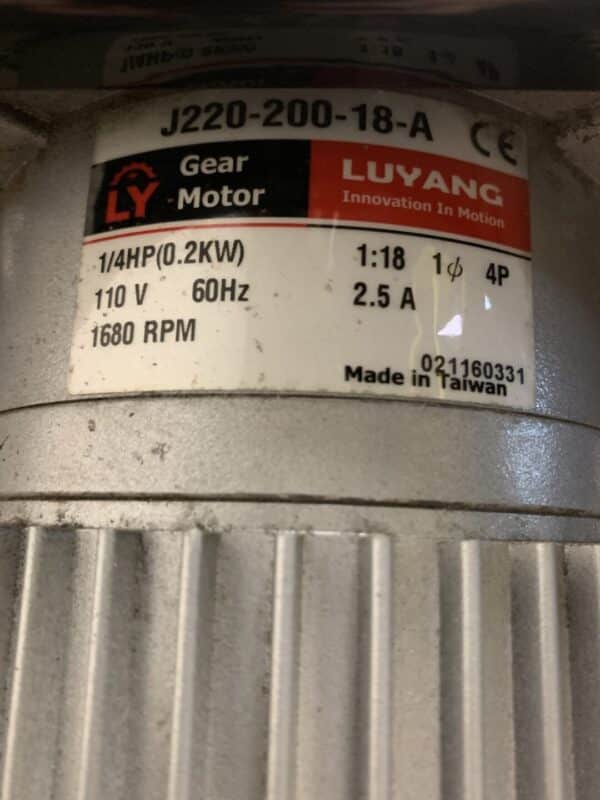 J220-200-18-A CE
LY Gear Motor LUYANG
Innovation In Motion
1/4HP(0.2KW) 1:18 1ϕ 4P
110 V 60Hz 2.5 A
1680 RPM
021160331
Made in Taiwan